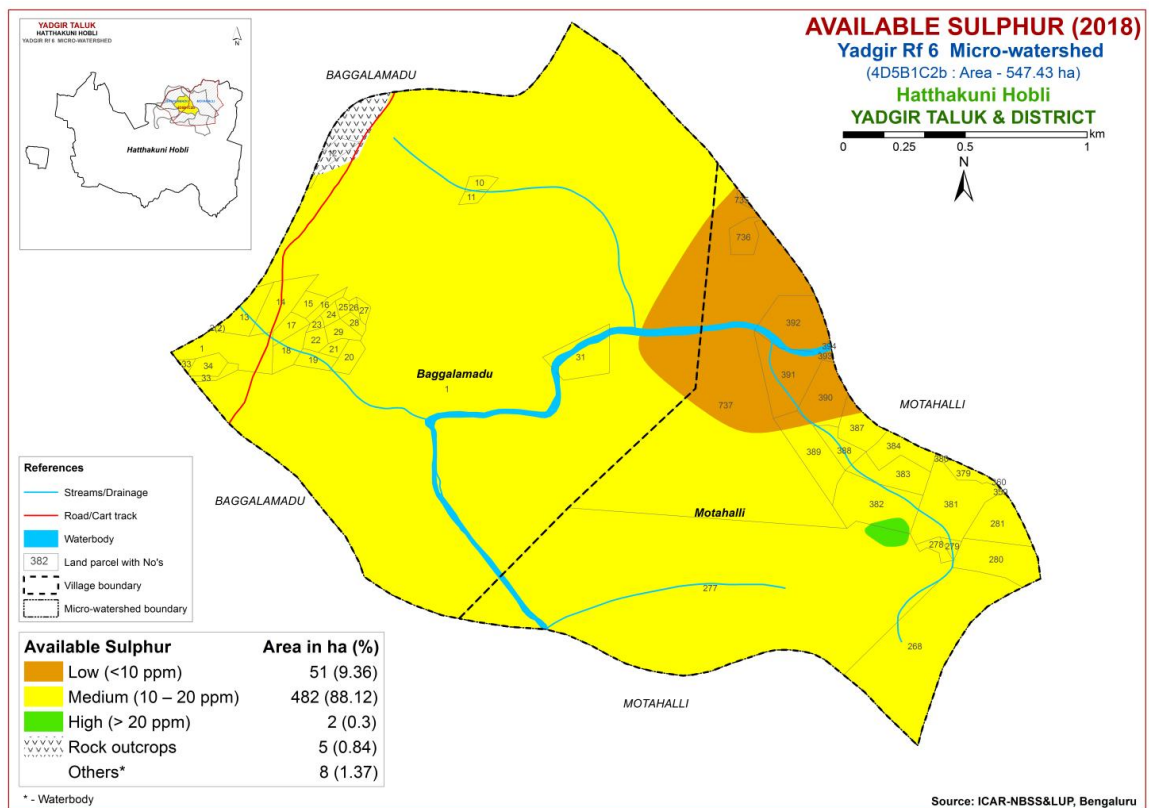 YADGIR TALUK
HATTHAKUNI HOBLI
YADGIR Rf 6 MICRO-WATERSHED
N
Hatthakuni Hobli
AVAILABLE SULPHUR (2018)
Yadgir Rf 6 Micro-watershed
(4D5B1C2b : Area - 547.43 ha)
Hatthakuni Hobli
YADGIR TALUK & DISTRICT
km
0 0.25 0.5 1
N
BAGGALAMADU
10
11
735
736
14
15
16
25
26
27
24
13
2(2)
17
23
28
392
22
29
1
18
21
20
19
394
393
33
34
33
31
391
Baggalamadu
1
737
390
MOTAHALLI
387
384
389
388
386
383
379
360
359
BAGGALAMADU
382
381
Motahalli
281
278
279
280
277
268
MOTAHALLI
References
Streams/Drainage
Road/Cart track
Waterbody
382 Land parcel with No's
Village boundary
Micro-watershed boundary
Available Sulphur Area in ha (%)
Low (<10 ppm) 51 (9.36)
Medium (10 – 20 ppm) 482 (88.12)
High (> 20 ppm) 2 (0.3)
Rock outcrops 5 (0.84)
Others* 8 (1.37)
* - Waterbody
Source: ICAR-NBSS&LUP, Bengaluru